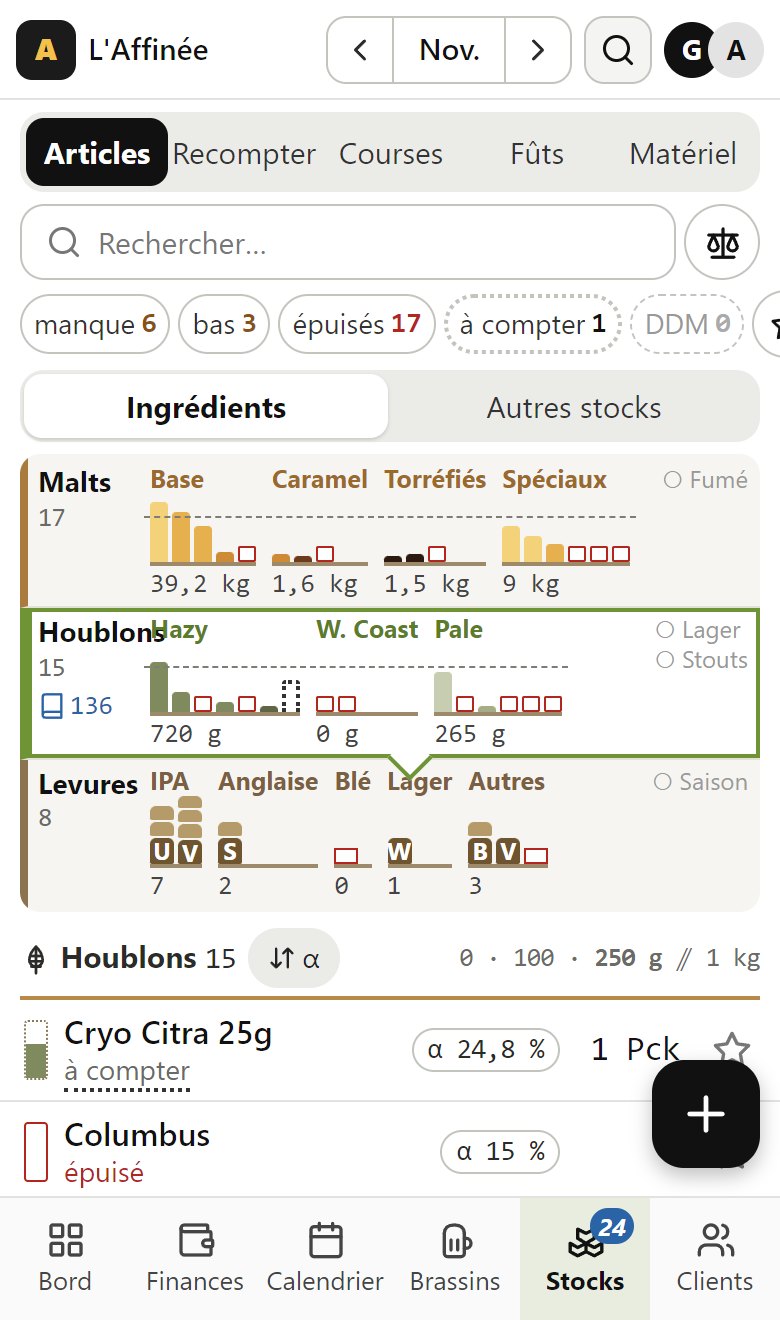 A L'Affinée Nov. G A
Articles Recompter Courses Fûts Matériel
Rechercher...
manque 6 bas 3 épuisés 17 à compter 1 DDM 0
Ingrédients Autres stocks
Malts Base Caramel Torréfiés Spéciaux Fumé
17
39,2 kg 1,6 kg 1,5 kg 9 kg
Houblons Hazy W. Coast Pale Lager
15 Stouts
136
720 g 0 g 265 g
Levures IPA Anglaise Blé Lager Autres Saison
8
U V S W B V
7 2 0 1 3
Houblons 15 α 0 · 100 · 250 g // 1 kg
Cryo Citra 25g α 24,8 % 1 Pck
à compter
Columbus α 15 %
épuisé
24
Bord Finances Calendrier Brassins Stocks Clients